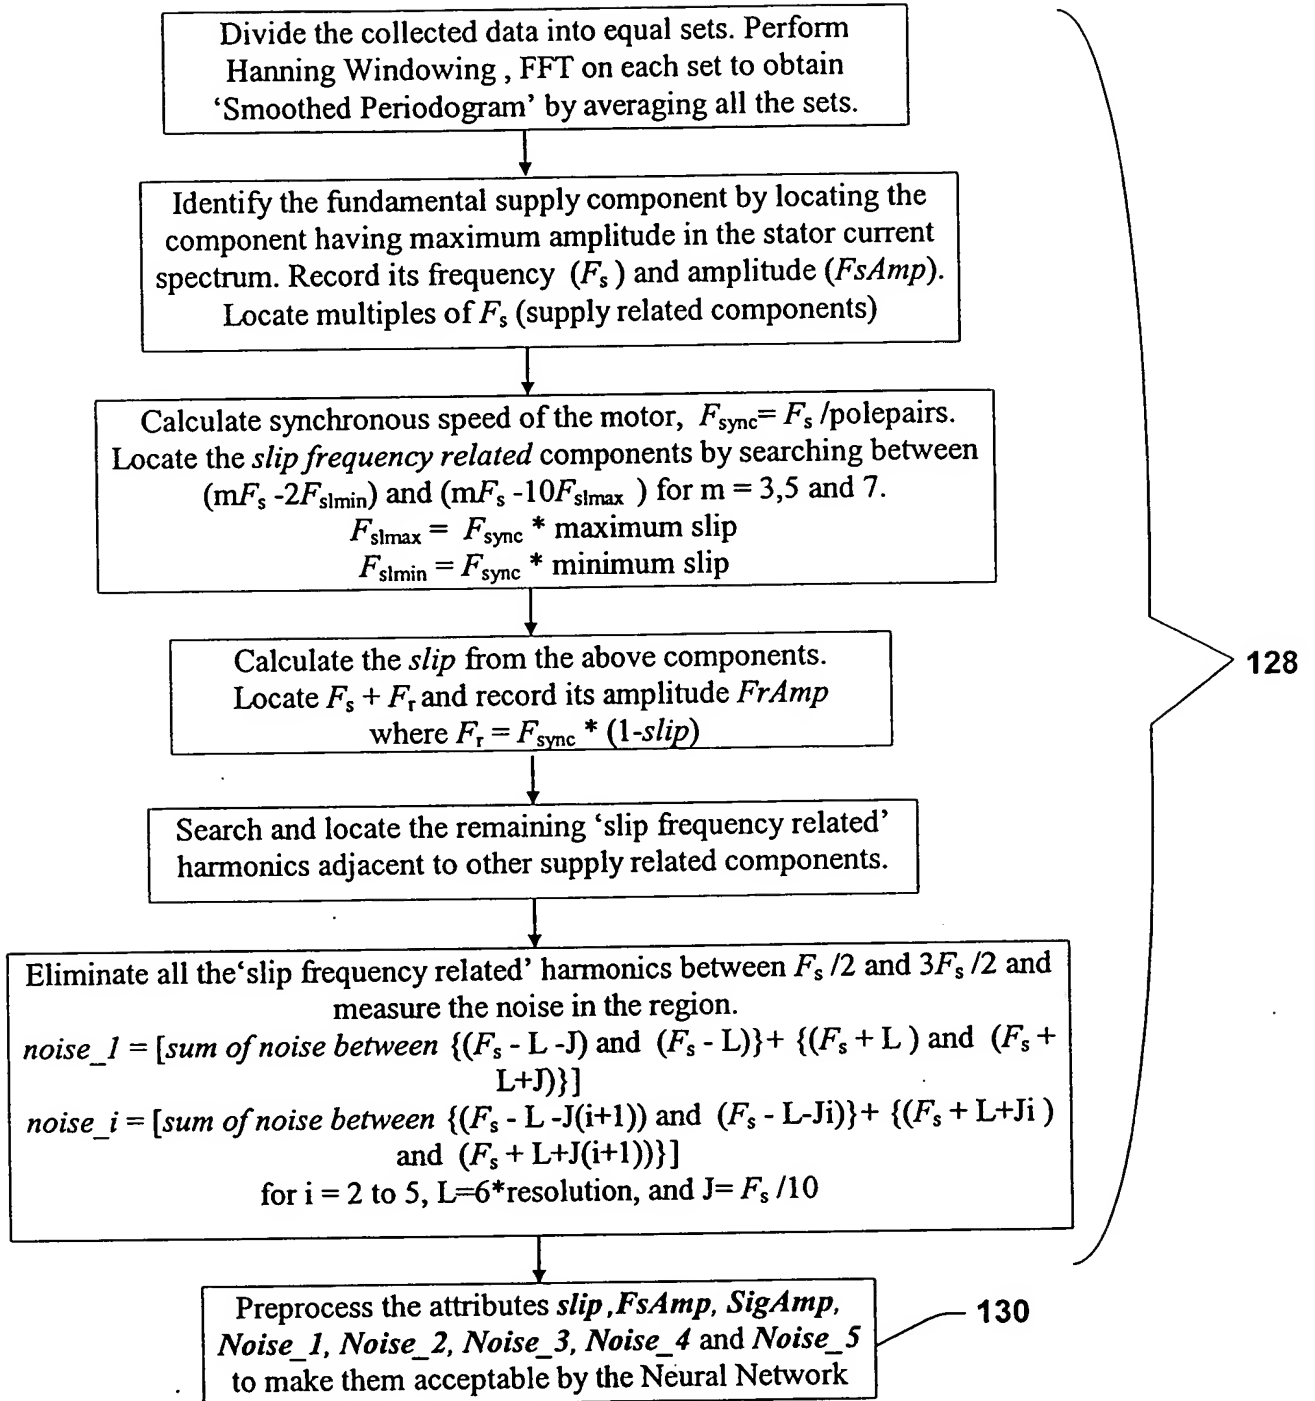 Divide the collected data into equal sets. Perform
Hanning Windowing , FFT on each set to obtain
‘Smoothed Periodogram’ by averaging all the sets.
Identify the fundamental supply component by locating the
component having maximum amplitude in the stator current
spectrum. Record its frequency (Fs ) and amplitude (FsAmp).
Locate multiples of Fs (supply related components)
Calculate synchronous speed of the motor, Fsync= Fs /polepairs.
Locate the slip frequency related components by searching between
(mFs -2Fslmin) and (mFs -10Fslmax ) for m = 3,5 and 7.
Fslmax = Fsync * maximum slip
Fslmin = Fsync * minimum slip
Calculate the slip from the above components.
Locate Fs + Fr and record its amplitude FrAmp
where Fr = Fsync * (1-slip)
128
Search and locate the remaining ‘slip frequency related’
harmonics adjacent to other supply related components.
Eliminate all the‘slip frequency related’ harmonics between Fs /2 and 3Fs /2 and
measure the noise in the region.
noise_1 = [sum of noise between {(Fs - L -J) and (Fs - L)}+ {(Fs + L ) and (Fs +
L+J)}]
noise_i = [sum of noise between {(Fs - L -J(i+1)) and (Fs - L-Ji)}+ {(Fs + L+Ji )
and (Fs + L+J(i+1))}]
for i = 2 to 5, L=6*resolution, and J= Fs /10
Preprocess the attributes slip ,FsAmp, SigAmp,
Noise_1, Noise_2, Noise_3, Noise_4 and Noise_5
to make them acceptable by the Neural Network
130